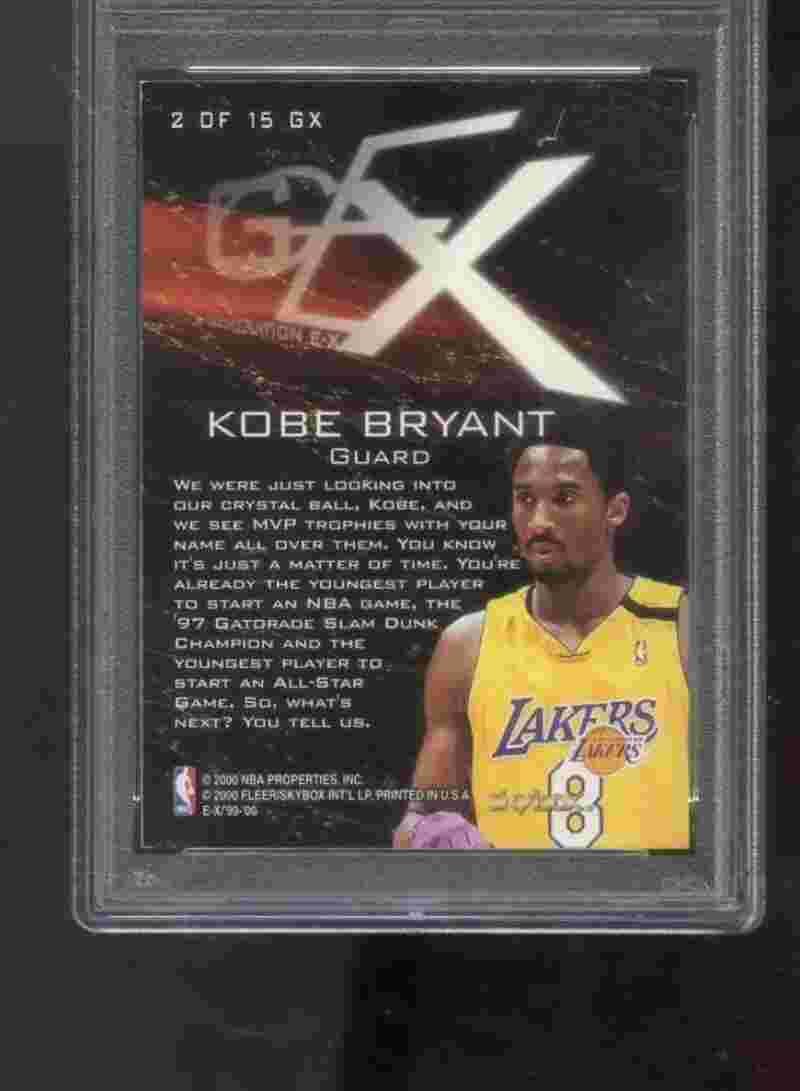 2 OF 15 GX
GEX
GENERATION E-X
KOBE BRYANT
GUARD
WE WERE JUST LOOKING INTO
OUR CRYSTAL BALL, KOBE, AND
WE SEE MVP TROPHIES WITH YOUR
NAME ALL OVER THEM. YOU KNOW
IT'S JUST A MATTER OF TIME. YOU'RE
ALREADY THE YOUNGEST PLAYER
TO START AN NBA GAME, THE
'97 GATORADE SLAM DUNK
CHAMPION AND THE
YOUNGEST PLAYER TO
START AN ALL-STAR
GAME. SO, WHAT'S
NEXT? YOU TELL US.
LAKERS
LAKERS
8
© 2000 NBA PROPERTIES, INC.
© 2000 FLEER/SKYBOX INT'L LP. PRINTED IN U.S.A.
E-X/'99-'00